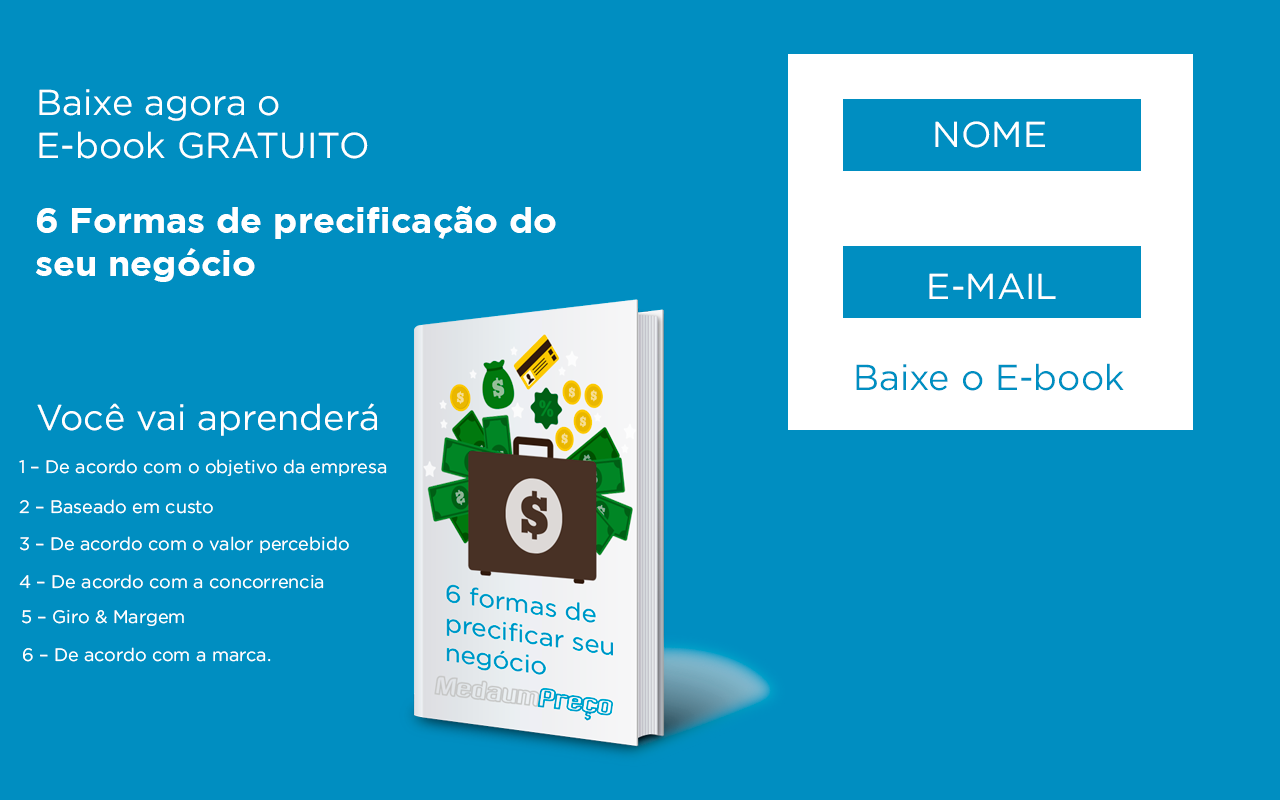 Baixe agora o
E-book GRATUITO
6 Formas de precificação do
seu negócio
Você vai aprenderá
1 – De acordo com o objetivo da empresa
2 – Baseado em custo
3 – De acordo com o valor percebido
4 – De acordo com a concorrencia
5 – Giro & Margem
6 – De acordo com a marca.
$
%
$
6 formas de
precificar seu
negócio
MedaumPreço
NOME
E-MAIL
Baixe o E-book